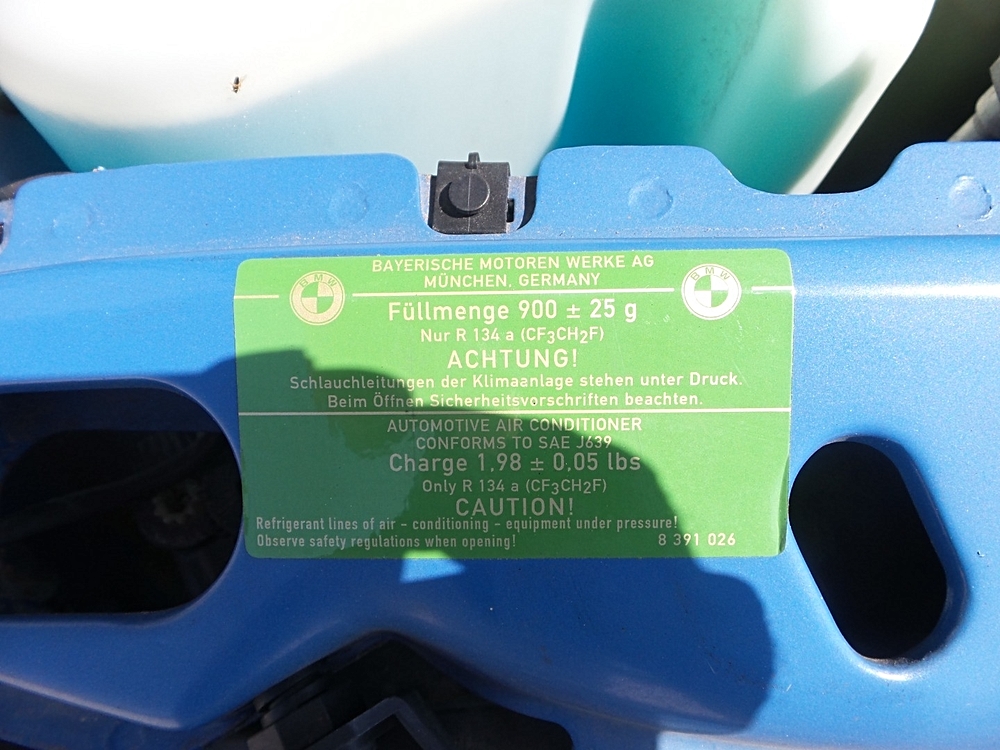 BAYERISCHE MOTOREN WERKE AG
MÜNCHEN, GERMANY
BMW
BMW
Füllmenge 900 ± 25 g
Nur R 134 a (CF3CH2F)
ACHTUNG!
Schlauchleitungen der Klimaanlage stehen unter Druck.
Beim Öffnen Sicherheitsvorschriften beachten.
AUTOMOTIVE AIR CONDITIONER
CONFORMS TO SAE J639
Charge 1,98 ± 0,05 lbs
Only R 134 a (CF3CH2F)
CAUTION!
Refrigerant lines of air - conditioning - equipment under pressure!
Observe safety regulations when opening!
8 391 026